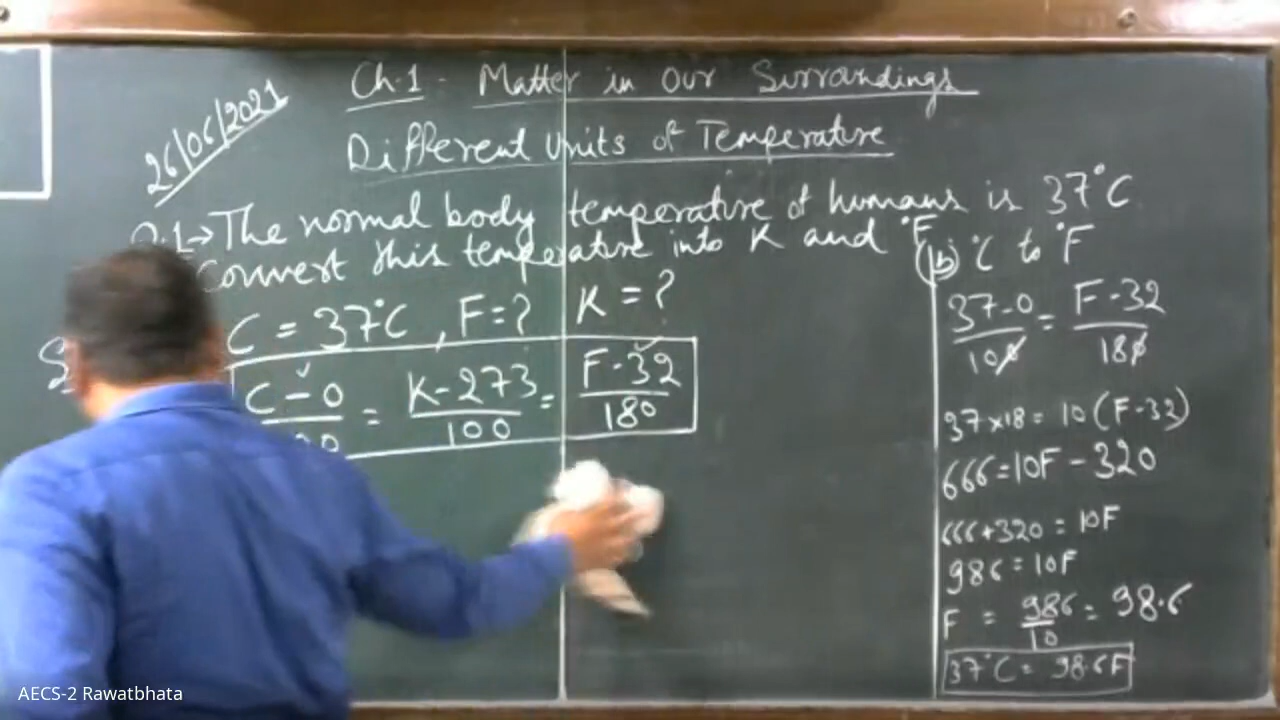 26/06/2021
Ch-1 - Matter in Our Surrandings
Different Units of Temperature
Q.1→ The normal body temperature of humans is 37°C
convert this temperature into K and °F
C = 37°C , F = ? K = ?
C - 0 / = K - 273 / 100 = F - 32 / 180
(b) °C to °F
37-0 / 100 = F-32 / 180
37×18 = 10 (F-32)
666 = 10F - 320
666+320 = 10F
986 = 10F
F = 986 / 10 = 98.6
37°C = 98.6F
AECS-2 Rawatbhata